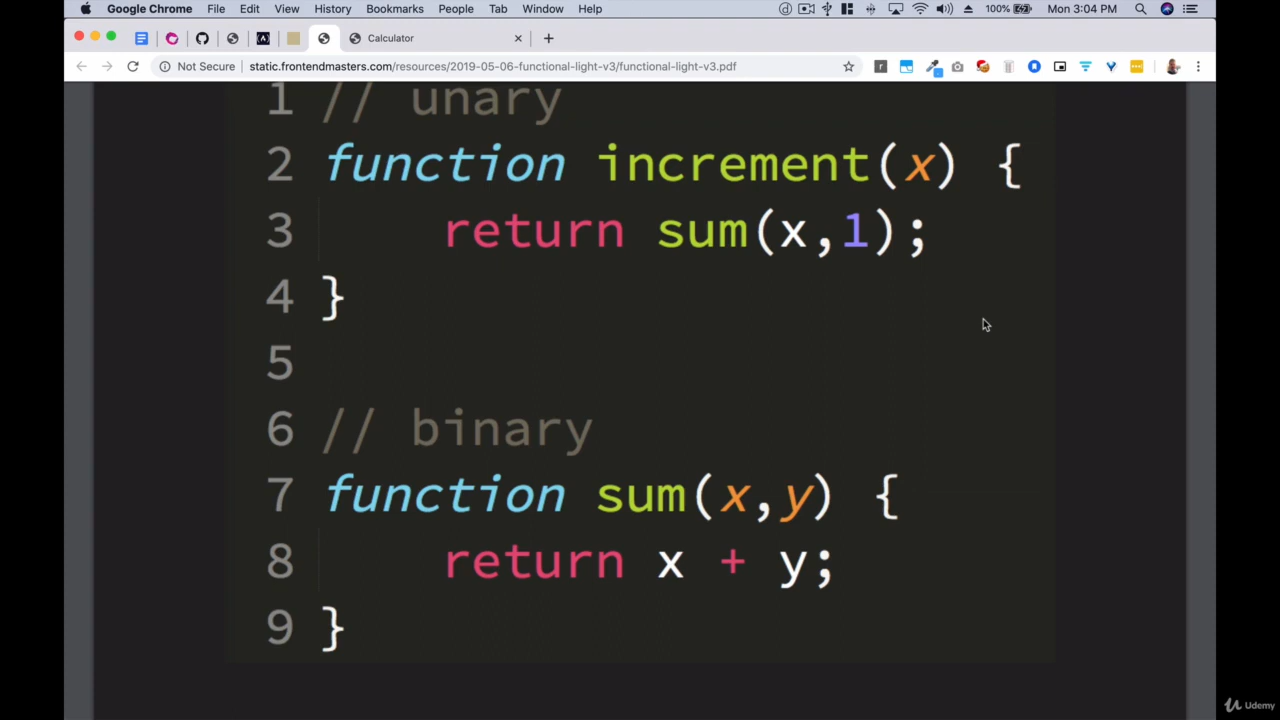 Google Chrome File Edit View History Bookmarks People Tab Window Help 100% Mon 3:04 PM
Calculator
Not Secure static.frontendmasters.com/resources/2019-05-06-functional-light-v3/functional-light-v3.pdf
1 // unary
2 function increment(x) {
3 return sum(x,1);
4 }
5
6 // binary
7 function sum(x,y) {
8 return x + y;
9 }
Udemy